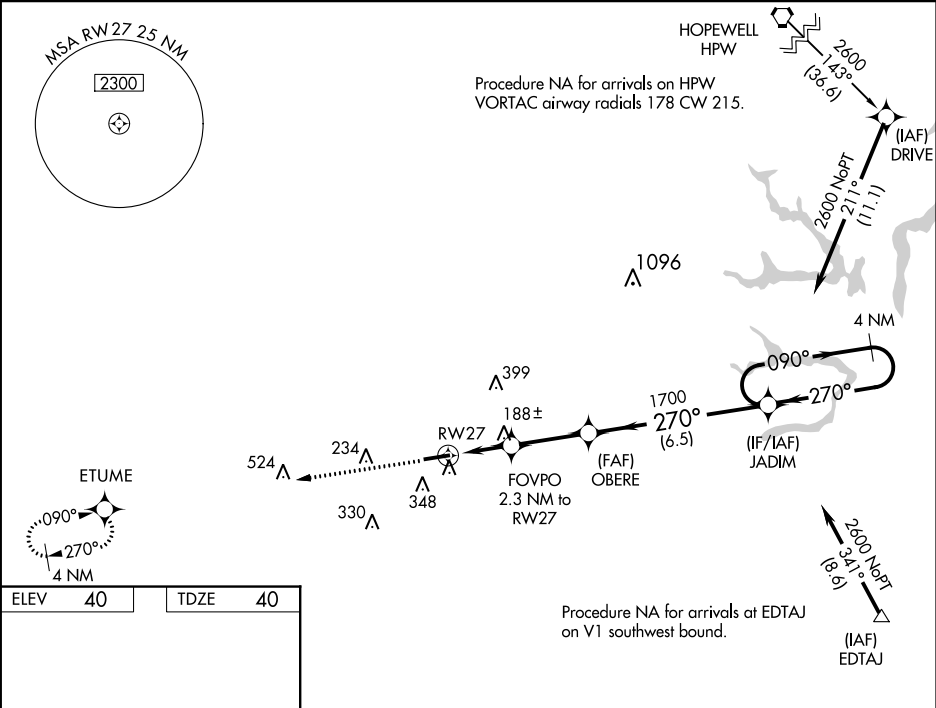 MSA RW27 25 NM
2300
HOPEWELL
HPW
2600
143°
(36.6)
Procedure NA for arrivals on HPW
VORTAC airway radials 178 CW 215.
(IAF)
DRIVE
2600 NoPT
211°
(11.1)
1096
4 NM
090°
270°
399
1700
270°
(6.5)
188±
RW27
(IF/IAF)
JADIM
(FAF)
OBERE
FOVPO
2.3 NM to
RW27
234
524
348
330
ETUME
090°
270°
4 NM
2600 NoPT
341°
(8.6)
(IAF)
EDTAJ
Procedure NA for arrivals at EDTAJ
on V1 southwest bound.
ELEV 40
TDZE 40